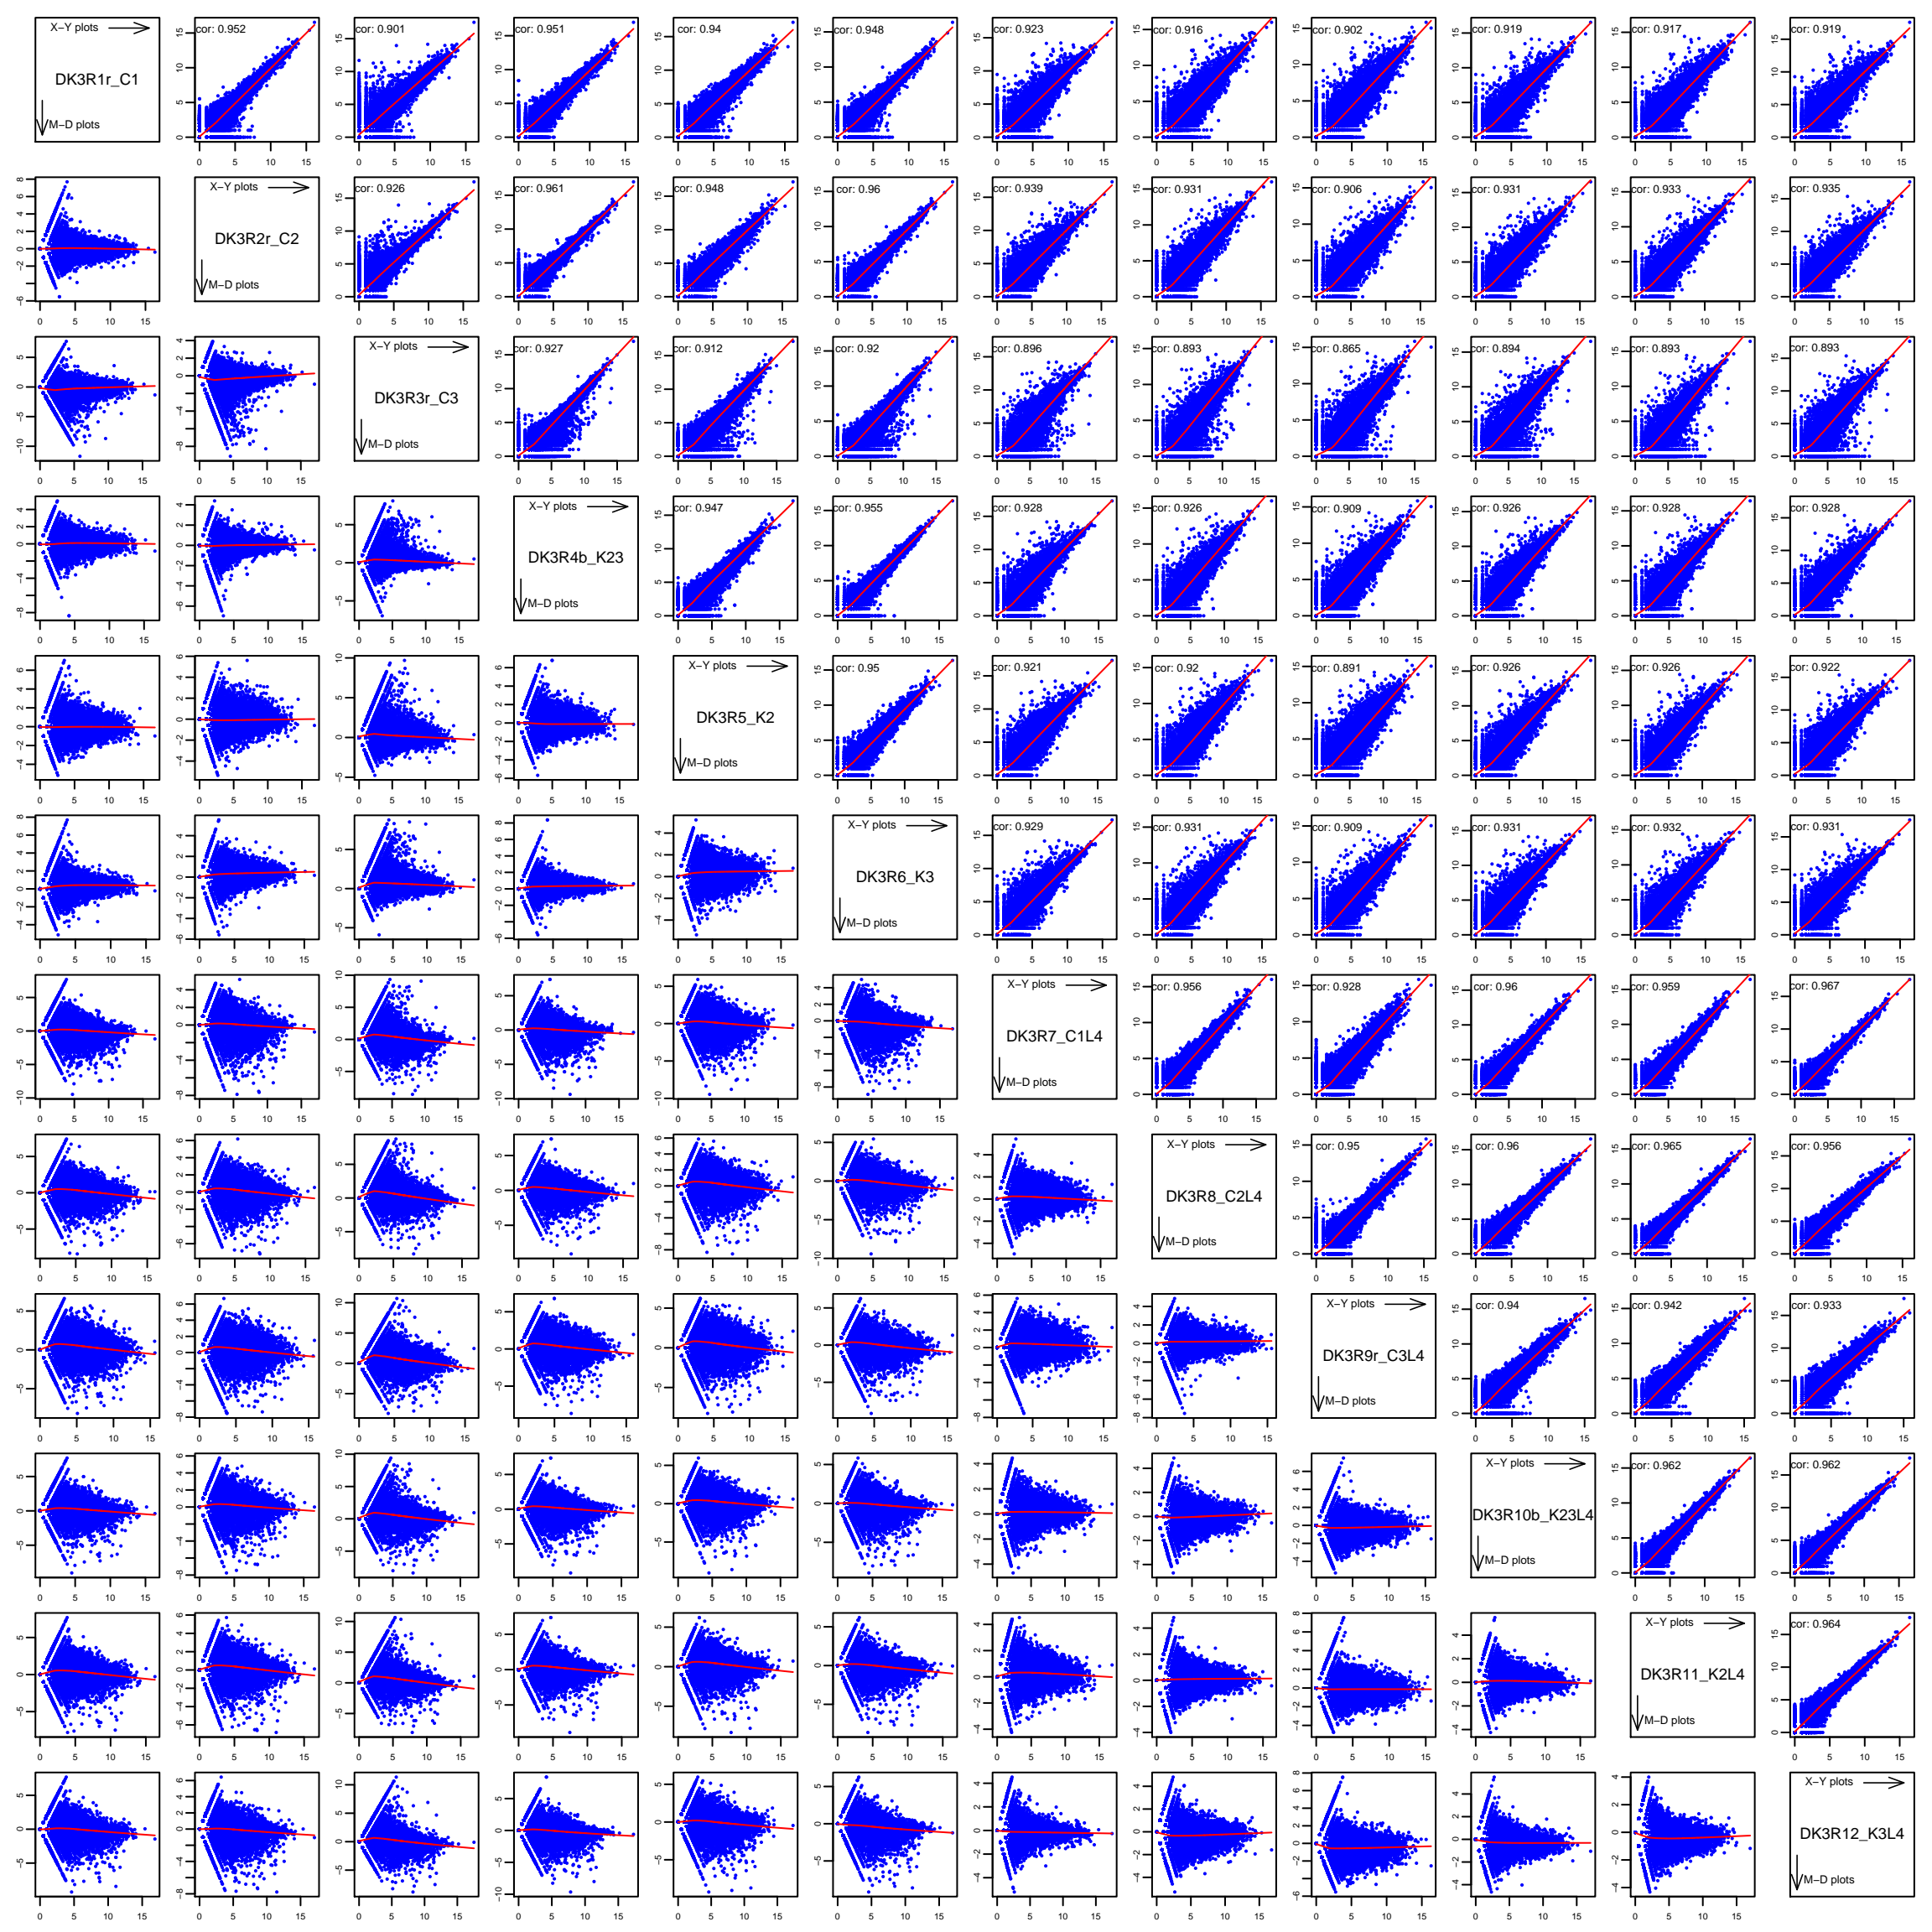 X−Y plots
DK3R1r_C1
M−D plots
cor: 0.952
cor: 0.901
cor: 0.951
cor: 0.94
cor: 0.948
cor: 0.923
cor: 0.916
cor: 0.902
cor: 0.919
cor: 0.917
cor: 0.919
X−Y plots
DK3R2r_C2
M−D plots
cor: 0.926
cor: 0.961
cor: 0.948
cor: 0.96
cor: 0.939
cor: 0.931
cor: 0.906
cor: 0.931
cor: 0.933
cor: 0.935
X−Y plots
DK3R3r_C3
M−D plots
cor: 0.927
cor: 0.912
cor: 0.92
cor: 0.896
cor: 0.893
cor: 0.865
cor: 0.894
cor: 0.893
cor: 0.893
X−Y plots
DK3R4b_K23
M−D plots
cor: 0.947
cor: 0.955
cor: 0.928
cor: 0.926
cor: 0.909
cor: 0.926
cor: 0.928
cor: 0.928
X−Y plots
DK3R5_K2
M−D plots
cor: 0.95
cor: 0.921
cor: 0.92
cor: 0.891
cor: 0.926
cor: 0.926
cor: 0.922
X−Y plots
DK3R6_K3
M−D plots
cor: 0.929
cor: 0.931
cor: 0.909
cor: 0.931
cor: 0.932
cor: 0.931
X−Y plots
DK3R7_C1L4
M−D plots
cor: 0.956
cor: 0.928
cor: 0.96
cor: 0.959
cor: 0.967
X−Y plots
DK3R8_C2L4
M−D plots
cor: 0.95
cor: 0.96
cor: 0.965
cor: 0.956
X−Y plots
DK3R9r_C3L4
M−D plots
cor: 0.94
cor: 0.942
cor: 0.933
X−Y plots
DK3R10b_K23L4
M−D plots
cor: 0.962
cor: 0.962
X−Y plots
DK3R11_K2L4
M−D plots
cor: 0.964
X−Y plots
DK3R12_K3L4
M−D plots